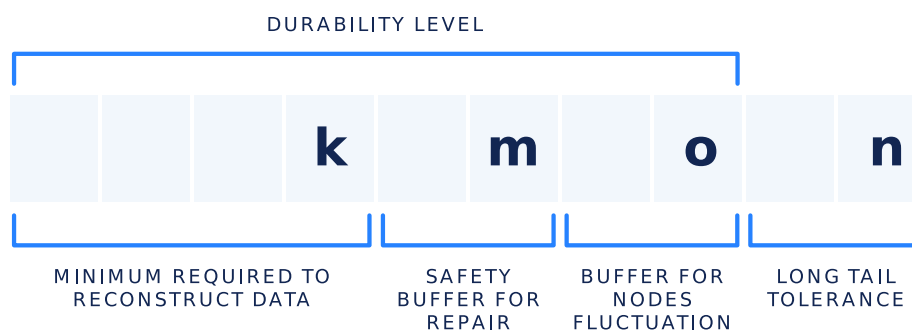 DURABILITY LEVEL
k m o n
MINIMUM REQUIRED TO
RECONSTRUCT DATA
SAFETY
BUFFER FOR
REPAIR
BUFFER FOR
NODES
FLUCTUATION
LONG TAIL
TOLERANCE